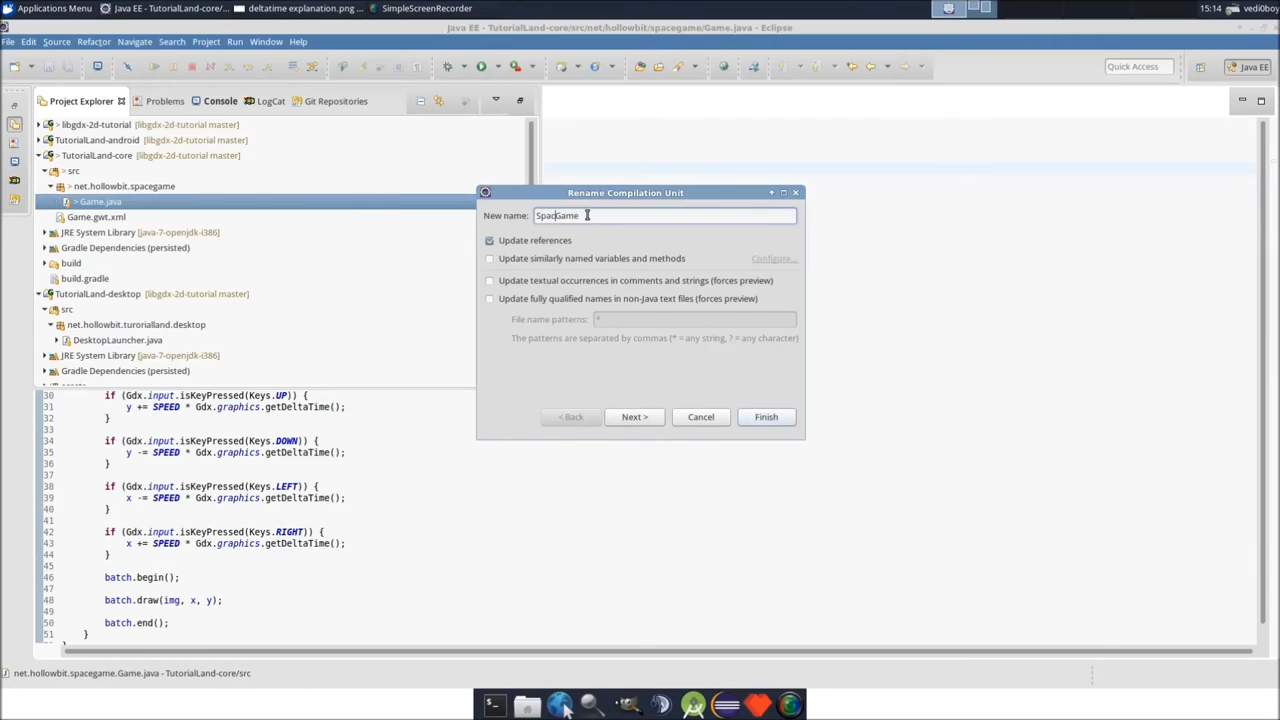 Applications Menu
Java EE - TutorialLand-core/...
deltatime explanation.png ...
SimpleScreenRecorder
15:14
vedi0boy
Java EE - TutorialLand-core/src/net/hollowbit/spacegame/Game.java - Eclipse
File Edit Source Refactor Navigate Search Project Run Window Help
Quick Access
Java EE
Project Explorer
Problems
Console
LogCat
Git Repositories
> libgdx-2d-tutorial [libgdx-2d-tutorial master]
TutorialLand-android [libgdx-2d-tutorial master]
> TutorialLand-core [libgdx-2d-tutorial master]
> src
> net.hollowbit.spacegame
> Game.java
Game.gwt.xml
JRE System Library [java-7-openjdk-i386]
Gradle Dependencies (persisted)
build
build.gradle
TutorialLand-desktop [libgdx-2d-tutorial master]
src
net.hollowbit.turorialland.desktop
DesktopLauncher.java
JRE System Library [java-7-openjdk-i386]
Gradle Dependencies (persisted)
Rename Compilation Unit
New name: SpacGame
Update references
Update similarly named variables and methods
Configure...
Update textual occurrences in comments and strings (forces preview)
Update fully qualified names in non-Java text files (forces preview)
File name patterns: *
The patterns are separated by commas (* = any string, ? = any character)
< Back
Next >
Cancel
Finish
30 if (Gdx.input.isKeyPressed(Keys.UP)) {
31 y += SPEED * Gdx.graphics.getDeltaTime();
32 }
33
34 if (Gdx.input.isKeyPressed(Keys.DOWN)) {
35 y -= SPEED * Gdx.graphics.getDeltaTime();
36 }
37
38 if (Gdx.input.isKeyPressed(Keys.LEFT)) {
39 x -= SPEED * Gdx.graphics.getDeltaTime();
40 }
41
42 if (Gdx.input.isKeyPressed(Keys.RIGHT)) {
43 x += SPEED * Gdx.graphics.getDeltaTime();
44 }
45
46 batch.begin();
47
48 batch.draw(img, x, y);
49
50 batch.end();
51 }
net.hollowbit.spacegame.Game.java - TutorialLand-core/src